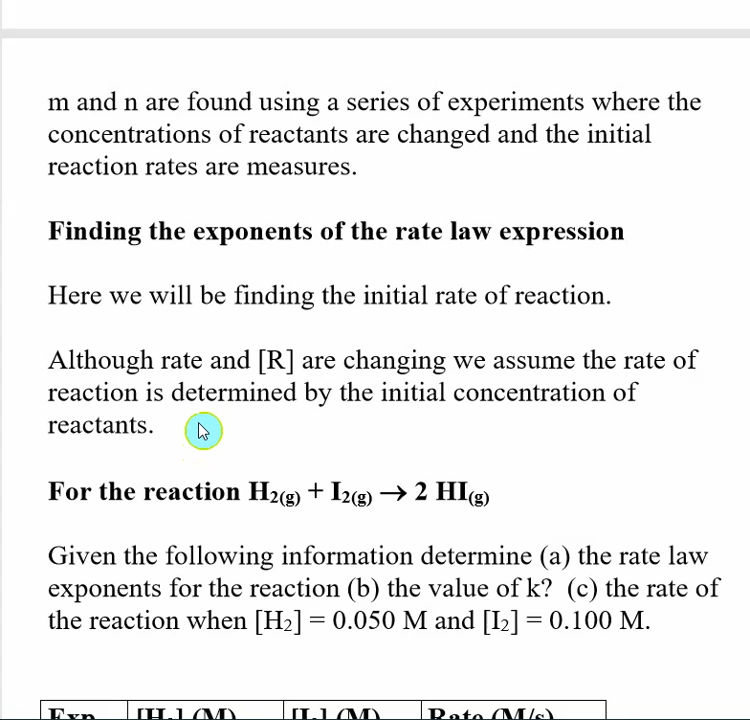 m and n are found using a series of experiments where the
concentrations of reactants are changed and the initial
reaction rates are measures.
Finding the exponents of the rate law expression
Here we will be finding the initial rate of reaction.
Although rate and [R] are changing we assume the rate of
reaction is determined by the initial concentration of
reactants.
For the reaction H₂(g) + I₂(g) → 2 HI(g)
Given the following information determine (a) the rate law
exponents for the reaction (b) the value of k?  (c) the rate of
the reaction when [H₂] = 0.050 M and [I₂] = 0.100 M.
Exp [H₂] (M) [I₂] (M) Rate (M/s)